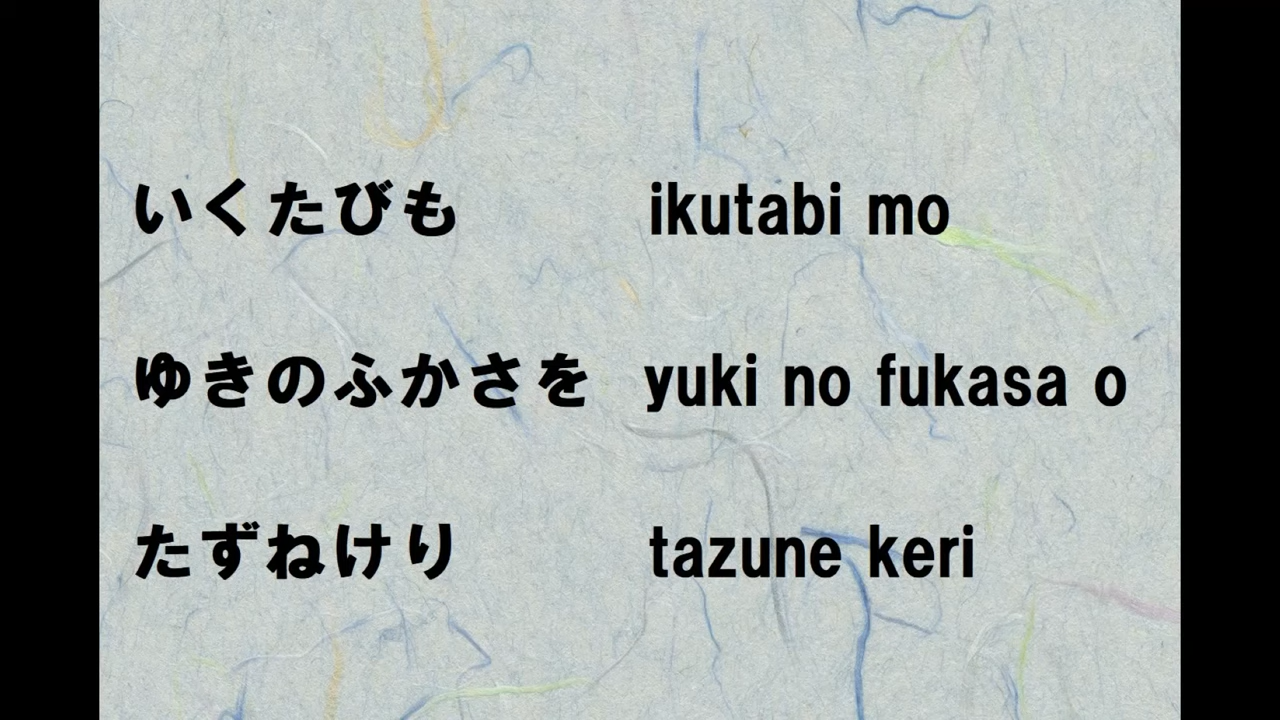 いくたびも ikutabi mo
ゆきのふかさを yuki no fukasa o
たずねけり tazune keri